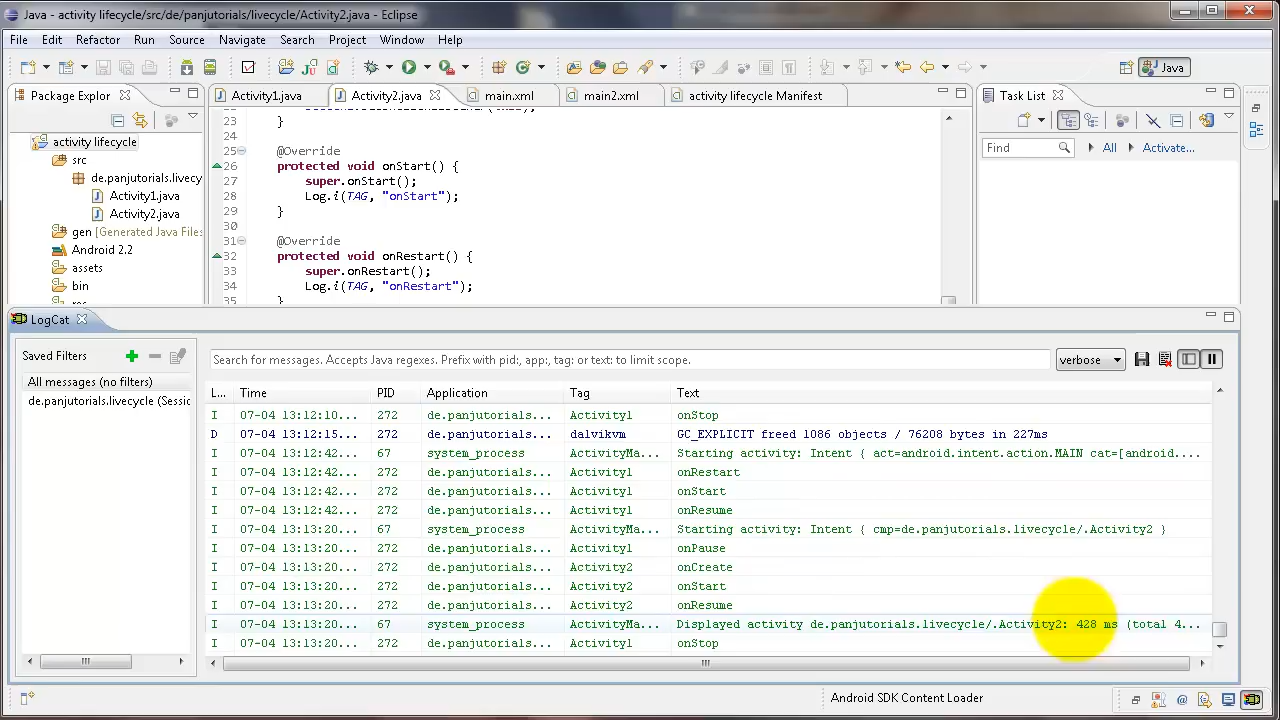 Java - activity lifecycle/src/de/panjutorials/livecycle/Activity2.java - Eclipse
File Edit Refactor Run Source Navigate Search Project Window Help
Java
Package Explor
Activity1.java Activity2.java main.xml main2.xml activity lifecycle Manifest
Task List
activity lifecycle
src
de.panjutorials.livecy
Activity1.java
Activity2.java
gen [Generated Java Files
Android 2.2
assets
bin
23 }
24
25 @Override
26 protected void onStart() {
27 super.onStart();
28 Log.i(TAG, "onStart");
29 }
30
31 @Override
32 protected void onRestart() {
33 super.onRestart();
34 Log.i(TAG, "onRestart");
35 }
Find All Activate...
LogCat
Saved Filters
All messages (no filters)
de.panjutorials.livecycle (Sessio
Search for messages. Accepts Java regexes. Prefix with pid:, app:, tag: or text: to limit scope.
verbose
L... Time PID Application Tag Text
I 07-04 13:12:10... 272 de.panjutorials... Activity1 onStop
D 07-04 13:12:15... 272 de.panjutorials... dalvikvm GC_EXPLICIT freed 1086 objects / 76208 bytes in 227ms
I 07-04 13:12:42... 67 system_process ActivityMa... Starting activity: Intent { act=android.intent.action.MAIN cat=[android....
I 07-04 13:12:42... 272 de.panjutorials... Activity1 onRestart
I 07-04 13:12:42... 272 de.panjutorials... Activity1 onStart
I 07-04 13:12:42... 272 de.panjutorials... Activity1 onResume
I 07-04 13:13:20... 67 system_process ActivityMa... Starting activity: Intent { cmp=de.panjutorials.livecycle/.Activity2 }
I 07-04 13:13:20... 272 de.panjutorials... Activity1 onPause
I 07-04 13:13:20... 272 de.panjutorials... Activity2 onCreate
I 07-04 13:13:20... 272 de.panjutorials... Activity2 onStart
I 07-04 13:13:20... 272 de.panjutorials... Activity2 onResume
I 07-04 13:13:20... 67 system_process ActivityMa... Displayed activity de.panjutorials.livecycle/.Activity2: 428 ms (total 4...
I 07-04 13:13:20... 272 de.panjutorials... Activity1 onStop
Android SDK Content Loader